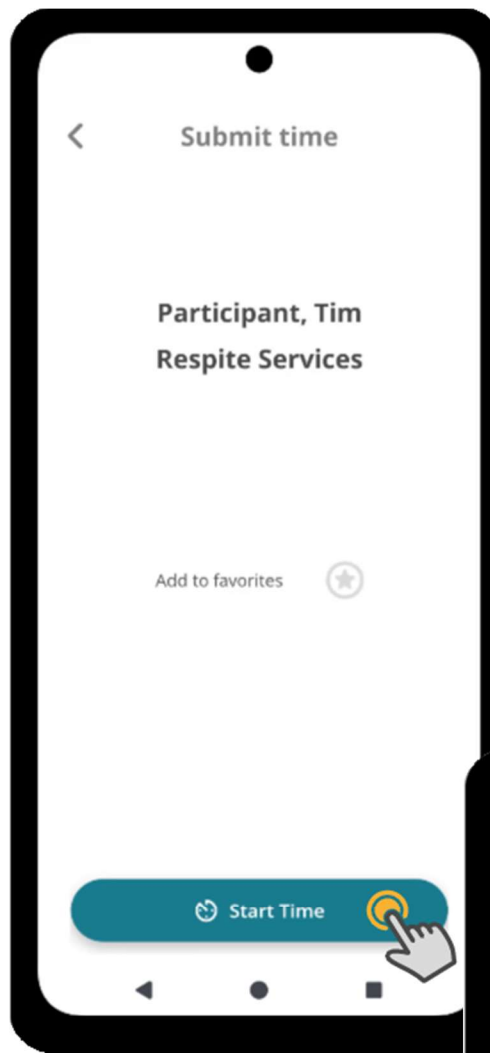 Submit time
Participant, Tim
Respite Services
Add to favorites
Start Time